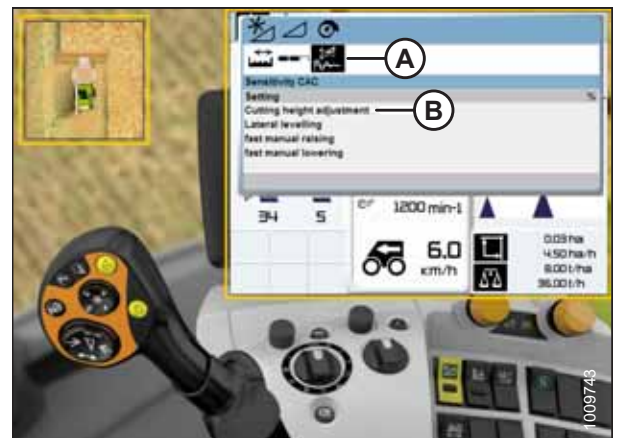 A
Sensitivity CAC
Setting %
Cutting height adjustment
B
Lateral levelling
fast manual raising
fast manual lowering
34
5
1200 min-1
6.0
km/h
0.03 ha
4.50 ha/h
8.00 t/ha
36.00 t/h
1009743